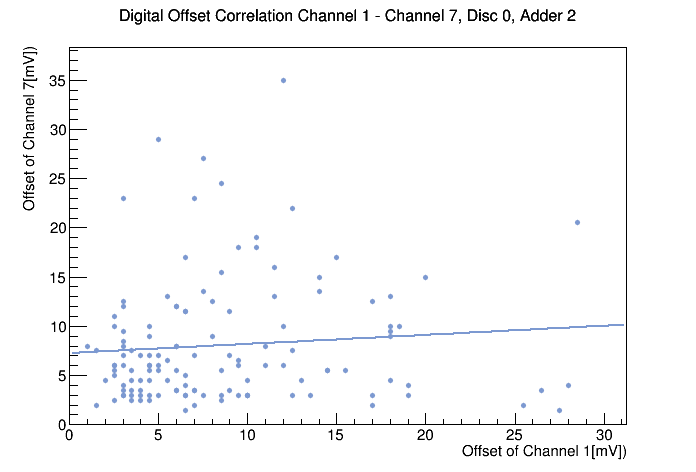 Digital Offset Correlation Channel 1 - Channel 7, Disc 0, Adder 2
Offset of Channel 7[mV])
35
30
25
20
15
10
5
0
0 5 10 15 20 25 30
Offset of Channel 1[mV])